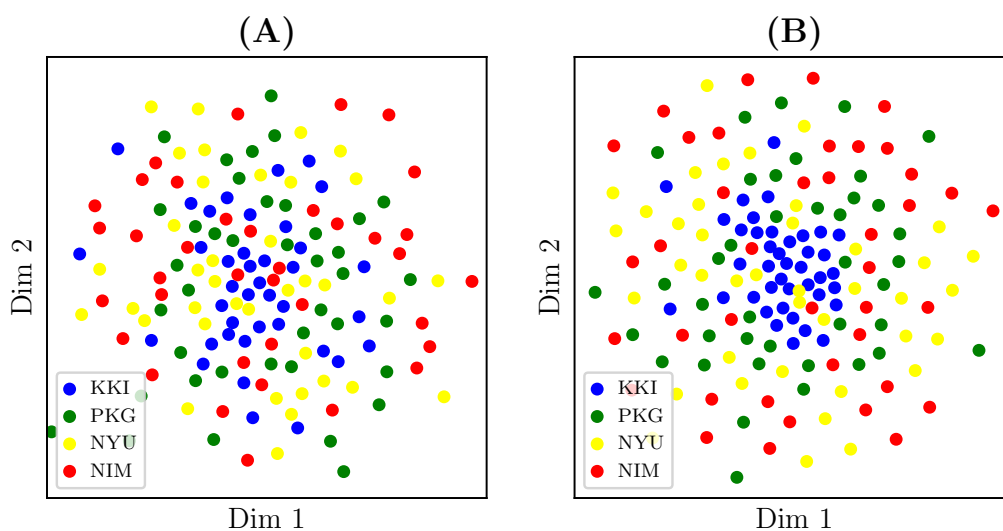 (A)
Dim 2
KKI
PKG
NYU
NIM
Dim 1
(B)
Dim 2
KKI
PKG
NYU
NIM
Dim 1